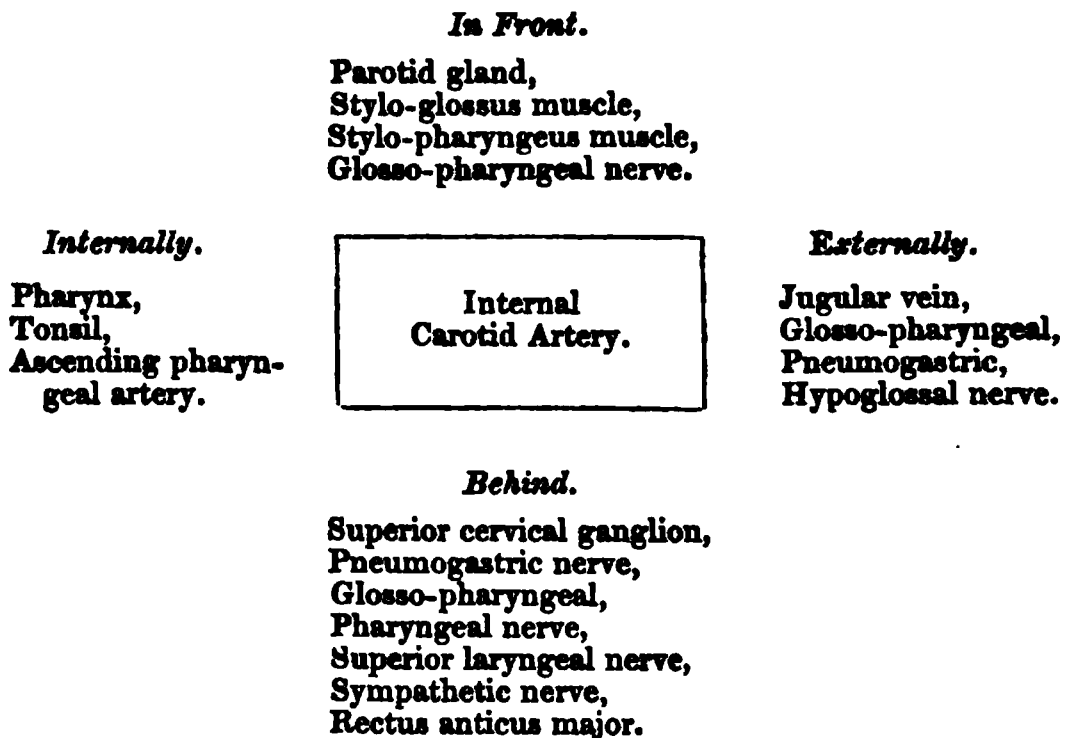 In Front.
Parotid gland,
Stylo-glossus muscle,
Stylo-pharyngeus muscle,
Glosso-pharyngeal nerve.
Internally.
Pharynx,
Tonsil,
Ascending pharyn-
geal artery.
Internal
Carotid Artery.
Externally.
Jugular vein,
Glosso-pharyngeal,
Pneumogastric,
Hypoglossal nerve.
Behind.
Superior cervical ganglion,
Pneumogastric nerve,
Glosso-pharyngeal,
Pharyngeal nerve,
Superior laryngeal nerve,
Sympathetic nerve,
Rectus anticus major.